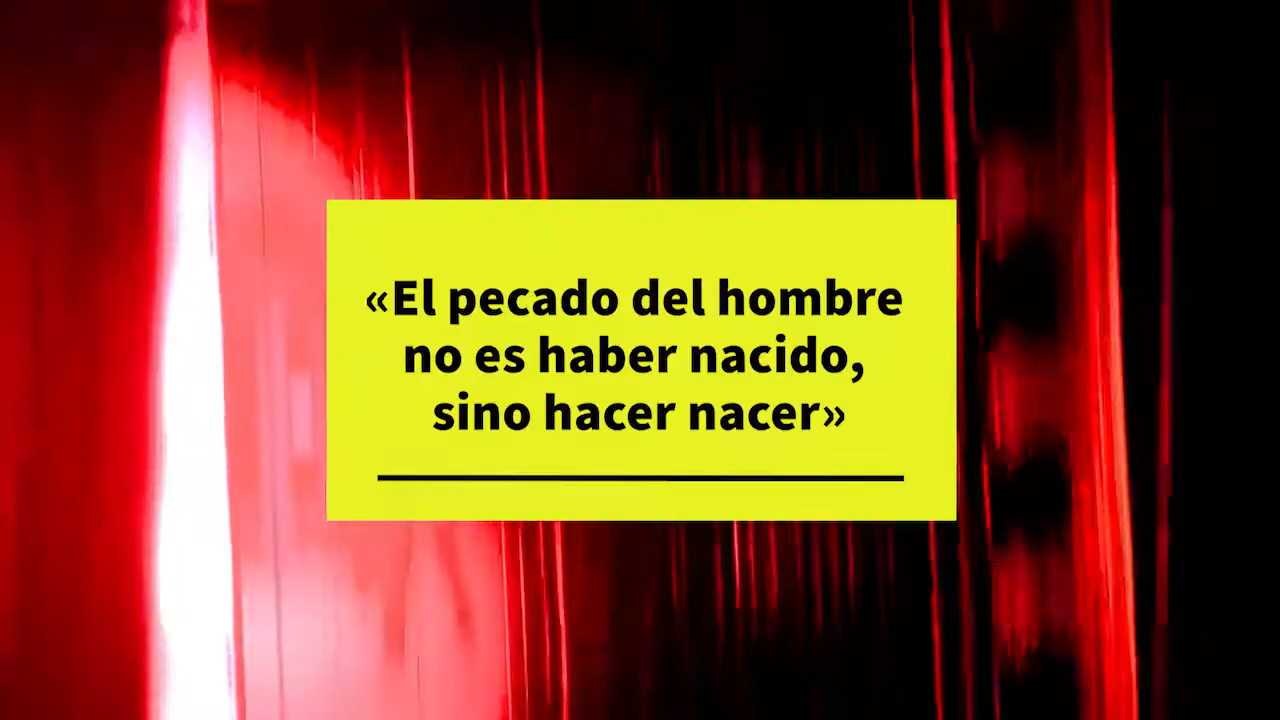 «El pecado del hombre
no es haber nacido,
sino hacer nacer»